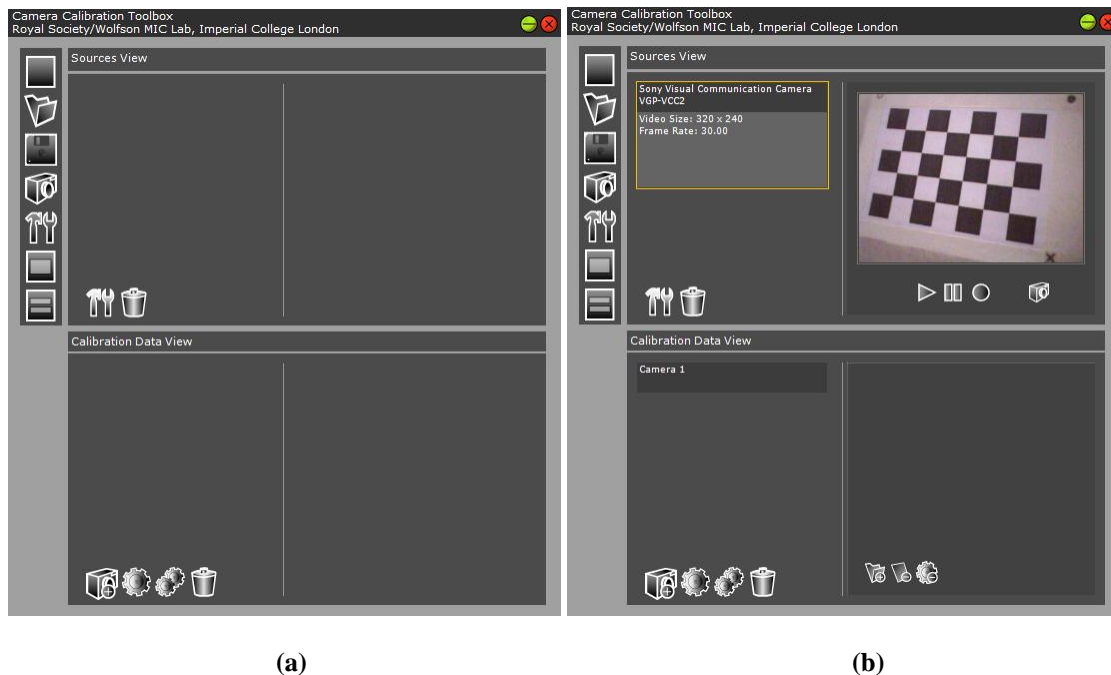 Camera Calibration Toolbox
Royal Society/Wolfson MIC Lab, Imperial College London
Sources View
Calibration Data View
(a)
Camera Calibration Toolbox
Royal Society/Wolfson MIC Lab, Imperial College London
Sources View
Sony Visual Communication Camera
VGP-VCC2
Video Size: 320 x 240
Frame Rate: 30.00
Calibration Data View
Camera 1
(b)